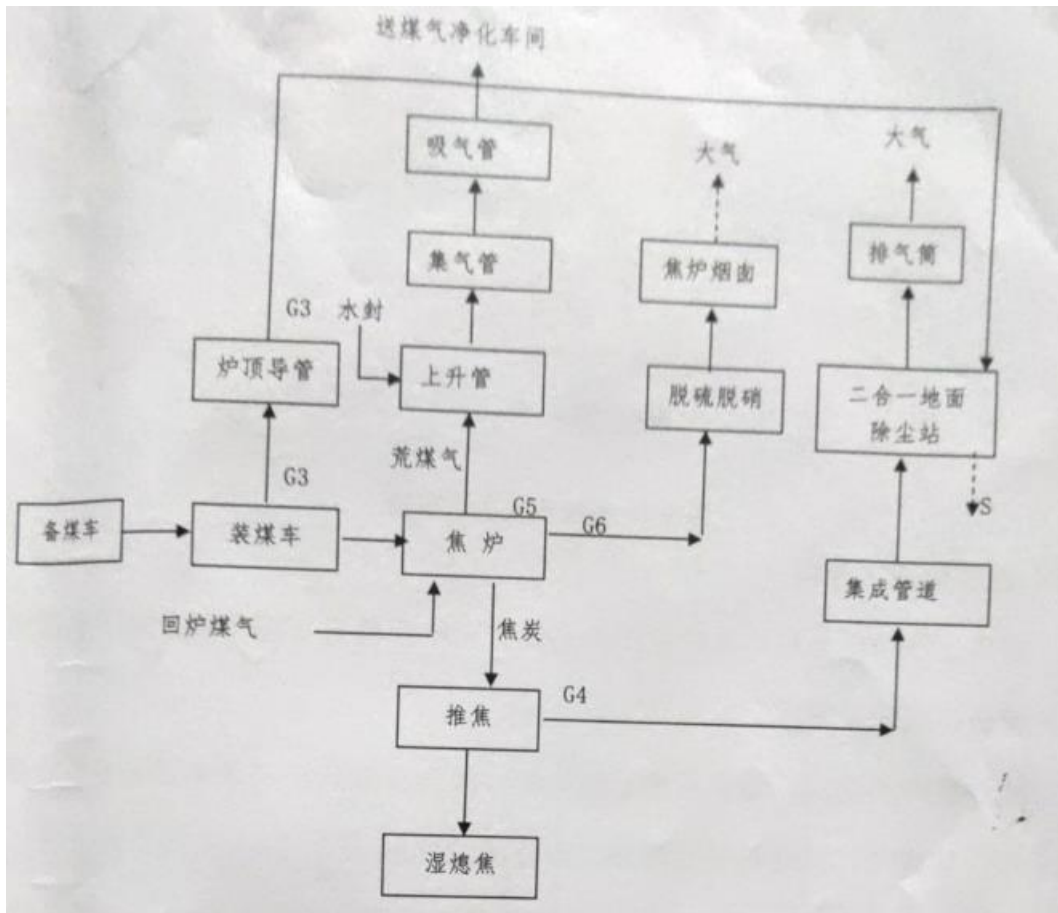 送煤气净化车间
吸气管
大气
大气
集气管
焦炉烟囱
排气筒
G3
水封
炉顶导管
上升管
脱硫脱硝
二合一地面
除尘站
荒煤气
G3
S
备煤车
装煤车
焦炉
G5
G6
集成管道
回炉煤气
焦炭
推焦
G4
湿熄焦